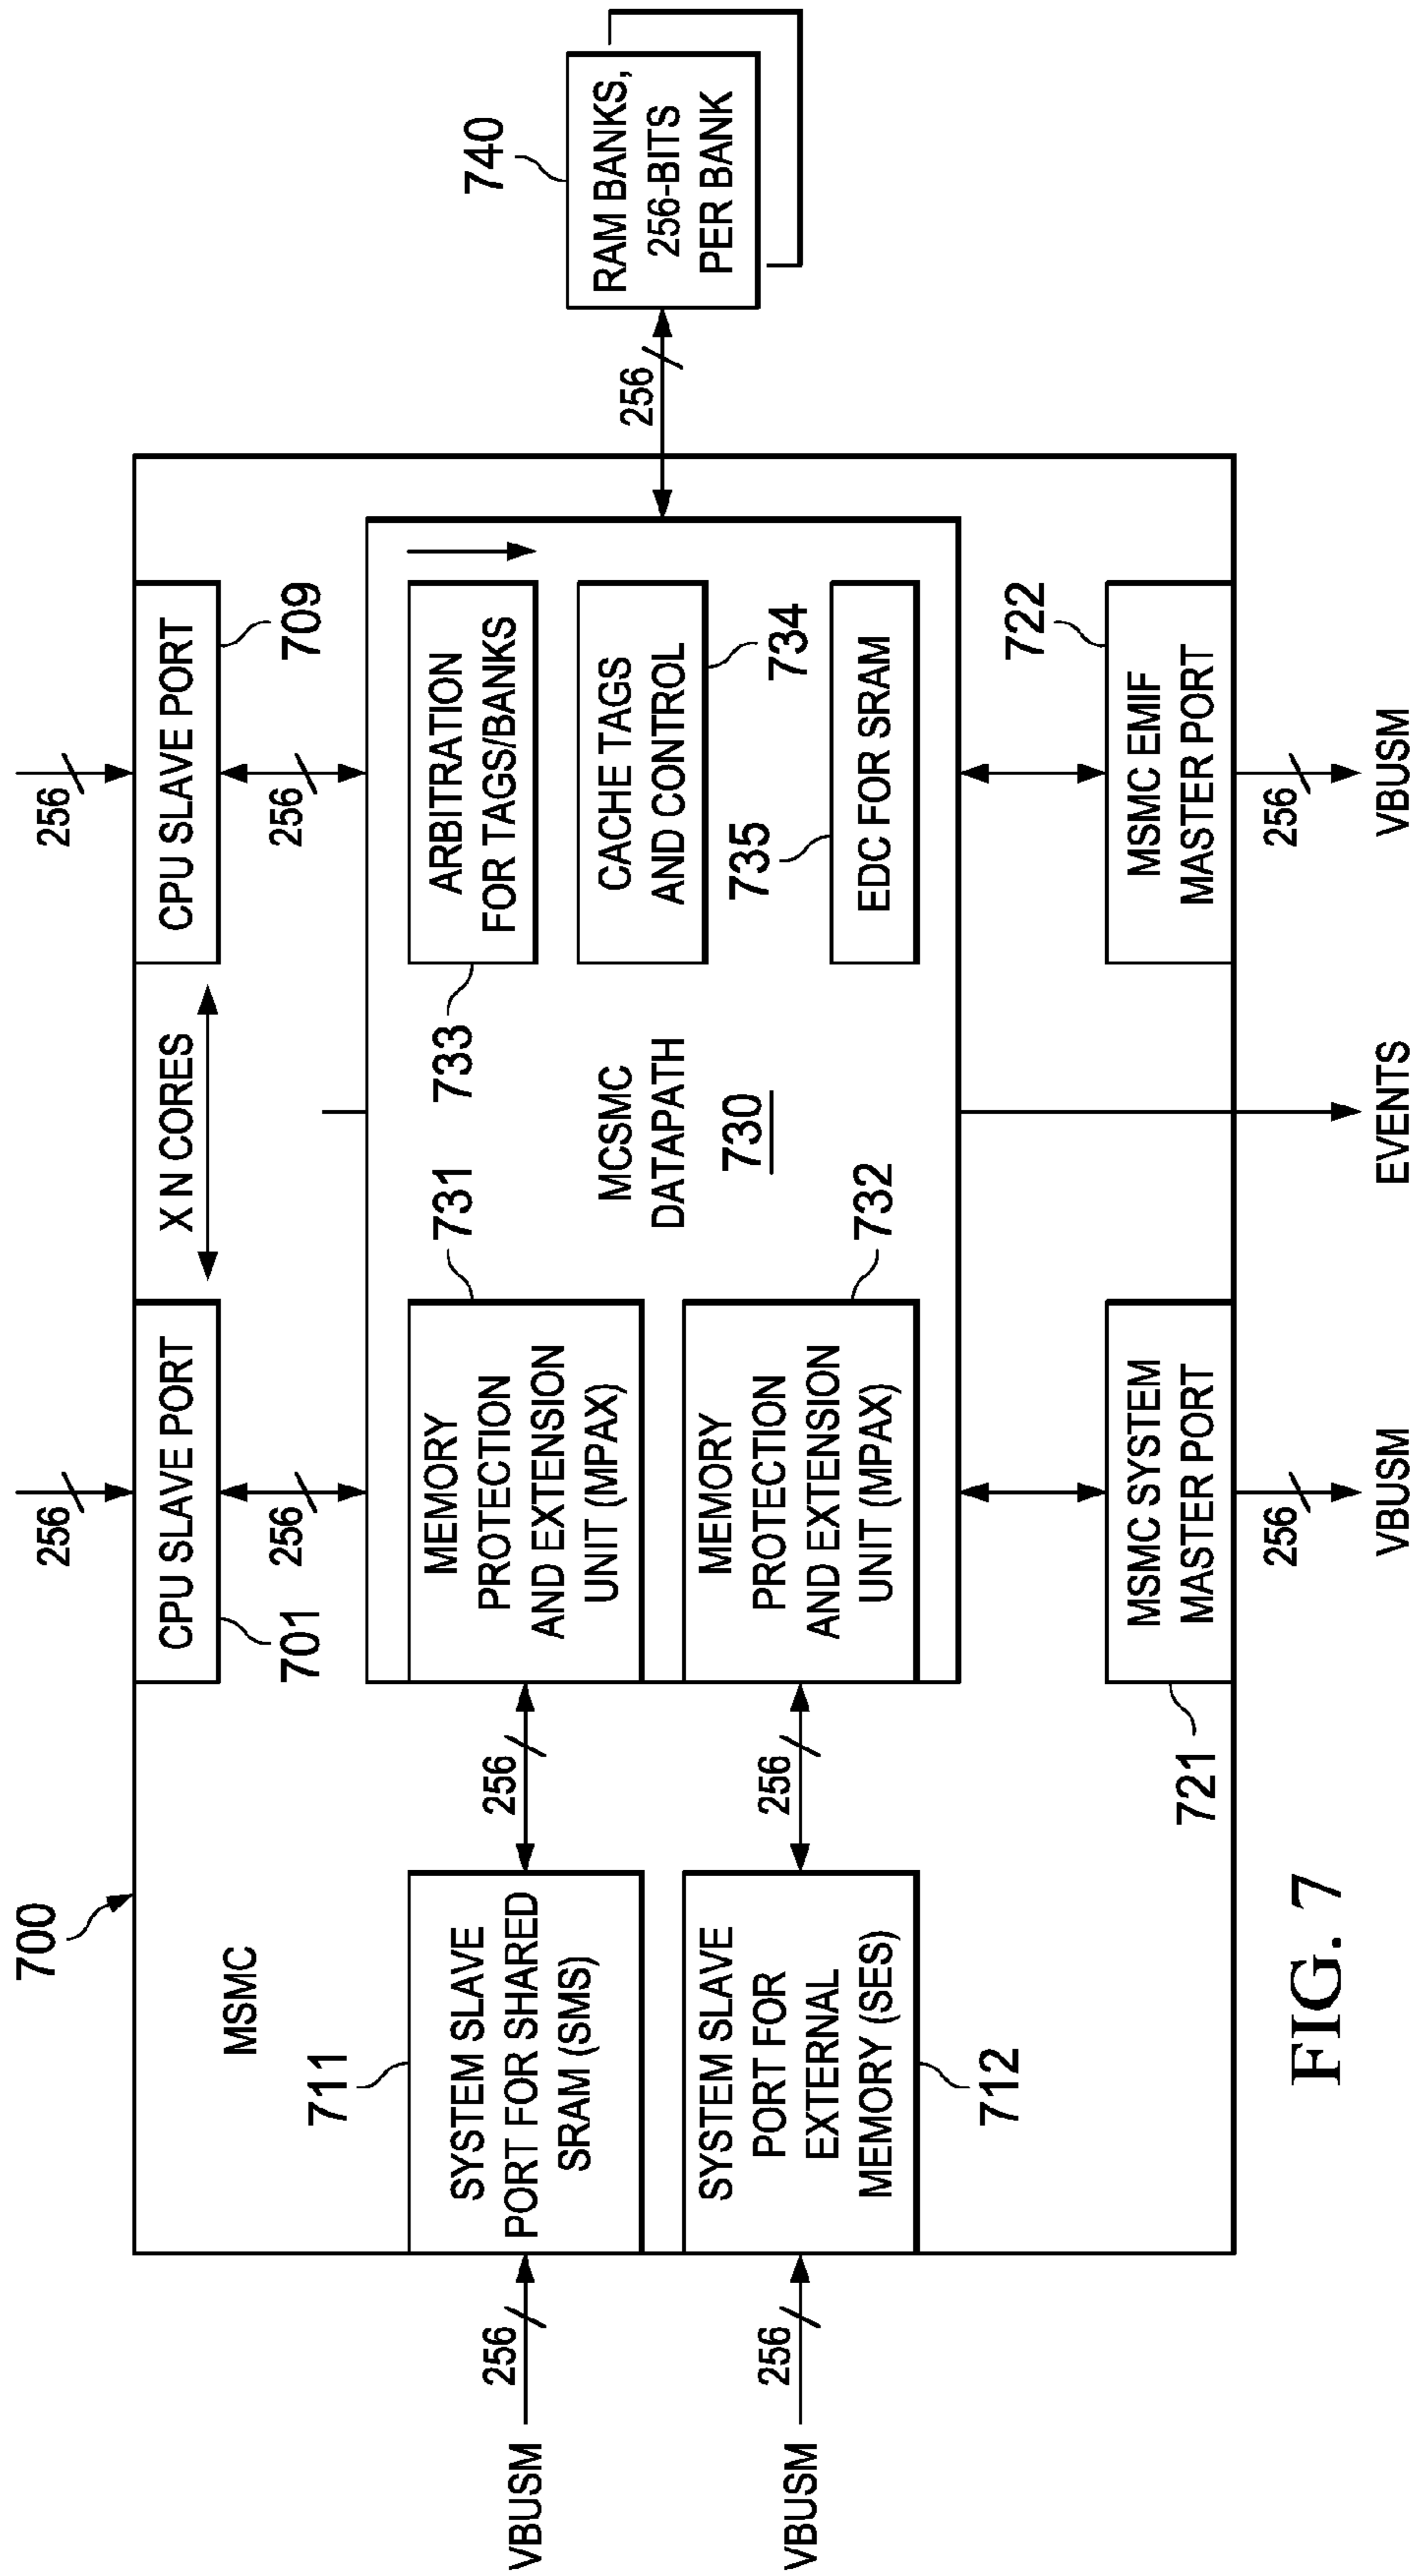 700
MSMC
256
256
CPU SLAVE PORT
701
X N CORES
CPU SLAVE PORT
709
256
256
VBUSM
256
711
SYSTEM SLAVE
PORT FOR SHARED
SRAM (SMS)
256
MEMORY
PROTECTION
AND EXTENSION
UNIT (MPAX)
731
733
ARBITRATION
FOR TAGS/BANKS
VBUSM
256
SYSTEM SLAVE
PORT FOR
EXTERNAL
MEMORY (SES)
712
256
MEMORY
PROTECTION
AND EXTENSION
UNIT (MPAX)
732
MCSMC
DATAPATH
730
CACHE TAGS
AND CONTROL
734
735
EDC FOR SRAM
256
740
RAM BANKS,
256-BITS
PER BANK
721
MSMC SYSTEM
MASTER PORT
722
MSMC EMIF
MASTER PORT
256
256
VBUSM
EVENTS
VBUSM
FIG. 7